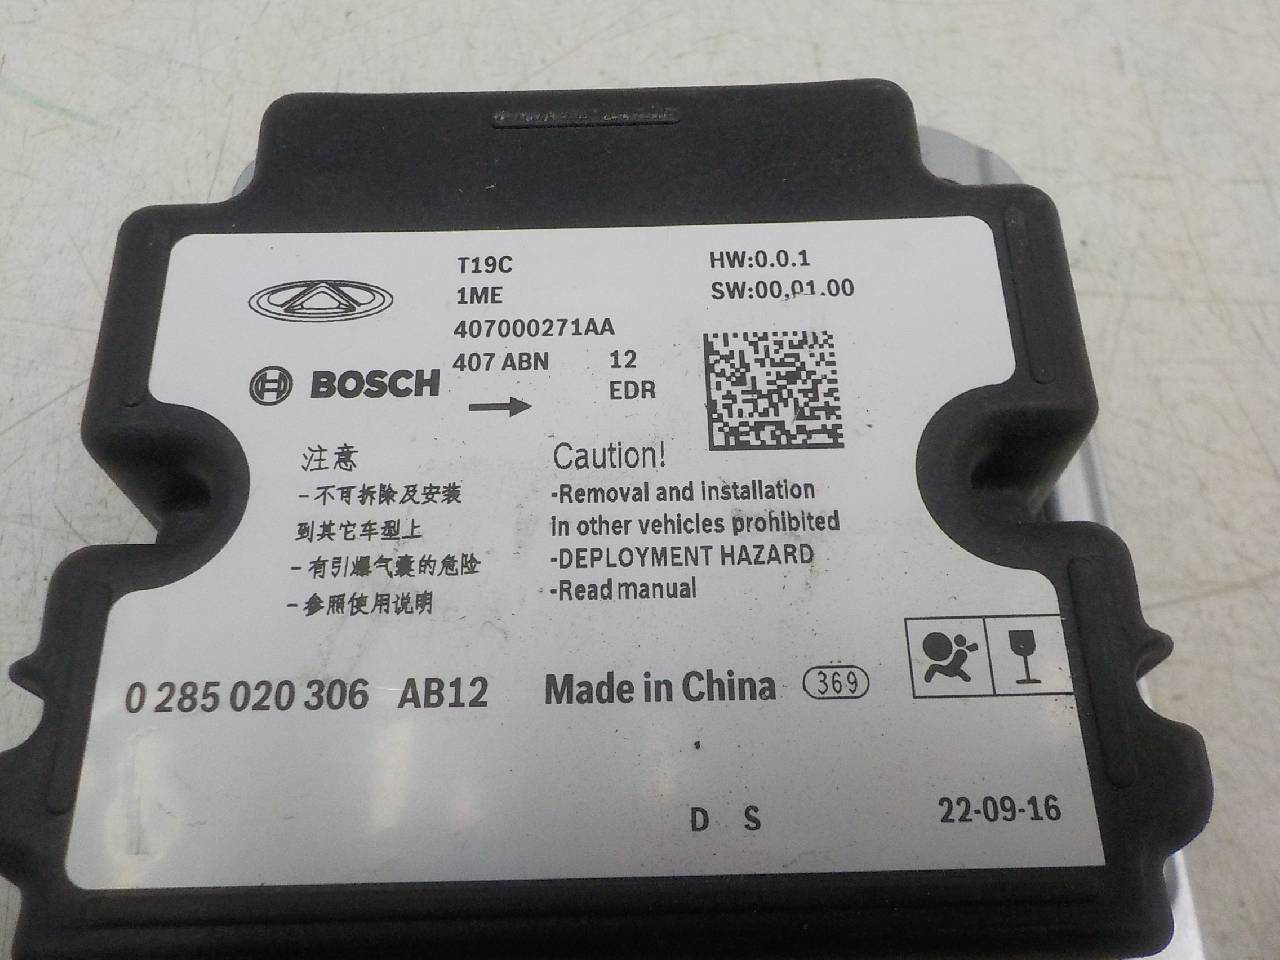 T19C
HW:0.0.1
1ME
SW:00.01.00
407000271AA
407 ABN 12
BOSCH
EDR
注意
-不可拆除及安装
到其它车型上
-有引爆气囊的危险
-参照使用说明
Caution!
-Removal and installation
in other vehicles prohibited
-DEPLOYMENT HAZARD
-Read manual
0 285 020 306 AB12 Made in China 369
D S
22-09-16